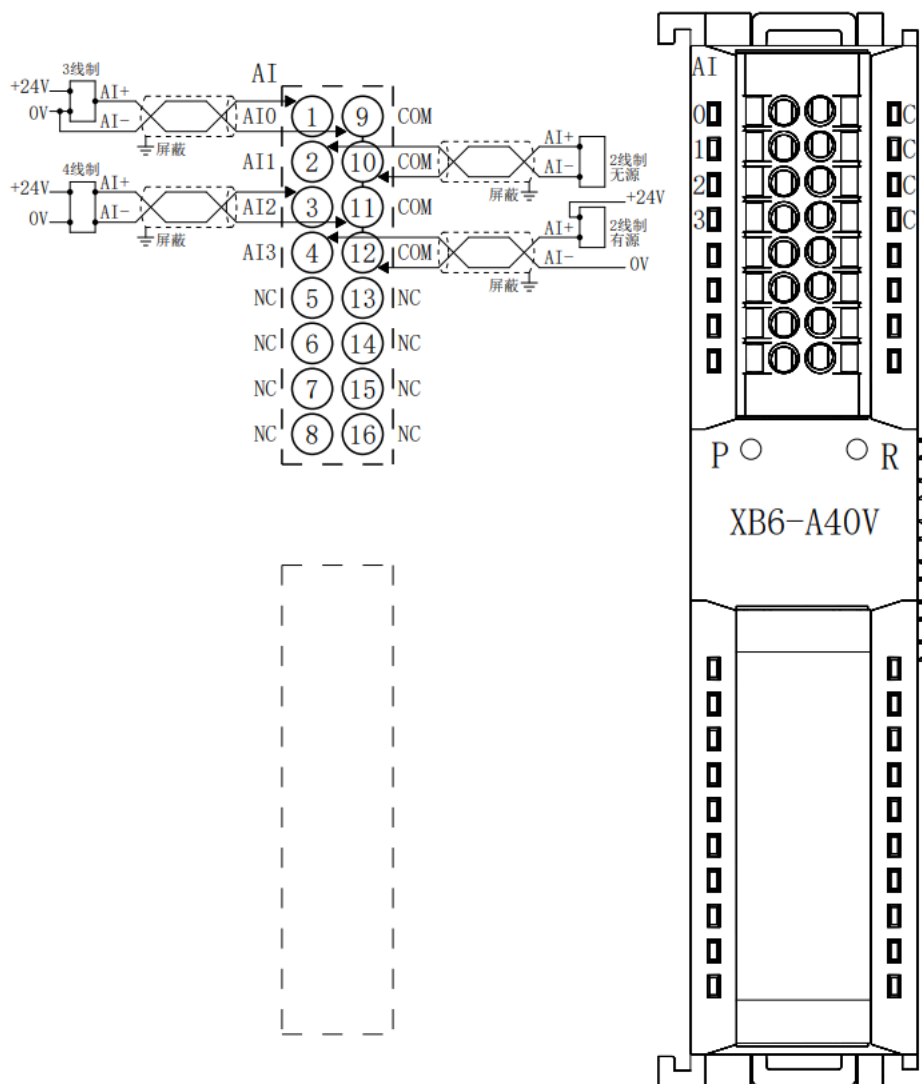 3线制
+24V
0V
AI+
AI-
屏蔽
4线制
+24V
0V
AI+
AI-
屏蔽
AI
AI0 1 9 COM
AI1 2 10 COM
AI2 3 11 COM
AI3 4 12 COM
NC 5 13 NC
NC 6 14 NC
NC 7 15 NC
NC 8 16 NC
AI+
AI-
2线制
无源
屏蔽
+24V
AI+
AI-
2线制
有源
0V
屏蔽
AI
0 C
1 C
2 C
3 C
P R
XB6-A40V